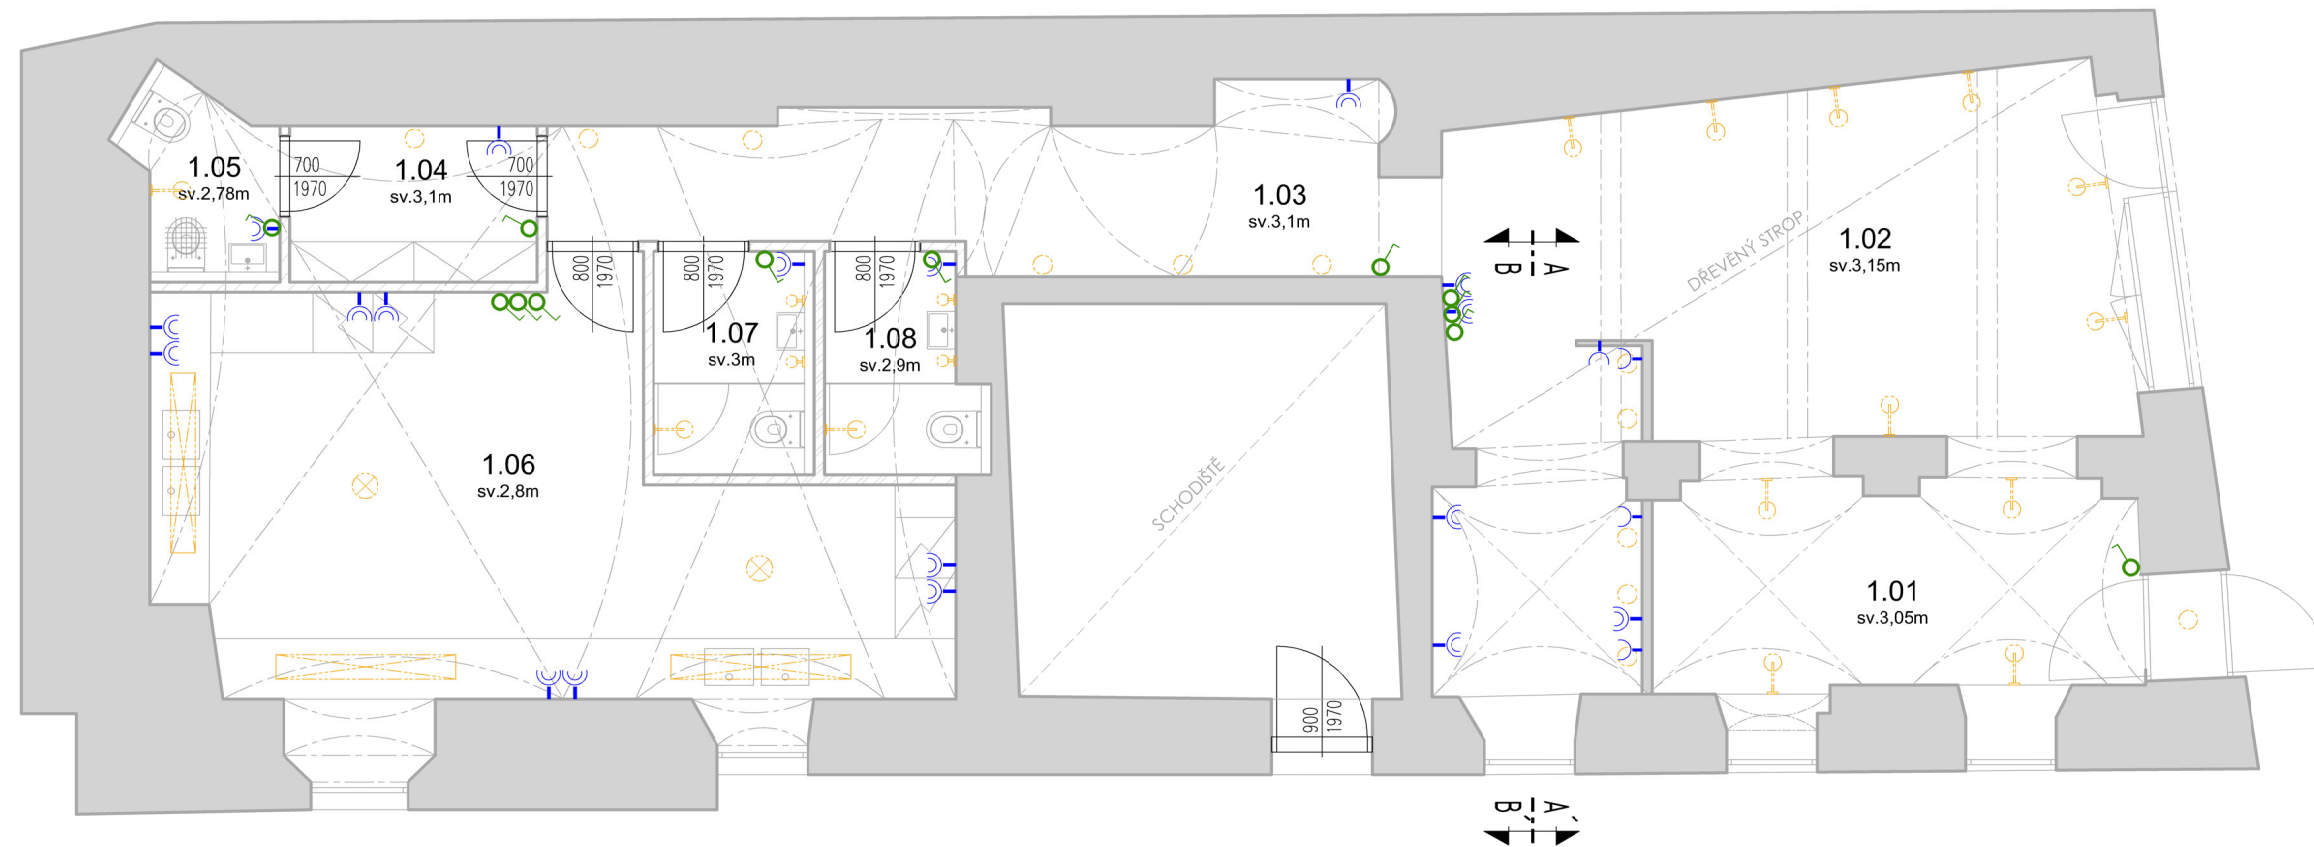 1.05
sv.2,78m
700
1970
1.04
sv.3,1m
700
1970
1.03
sv.3,1m
DŘEVĚNÝ STROP
1.02
sv.3,15m
B A
800
1970
800
1970
800
1970
1.07
sv.3m
1.08
sv.2,9m
1.06
sv.2,8m
SCHODIŠTĚ
1.01
sv.3,05m
900
1970
B´ A´